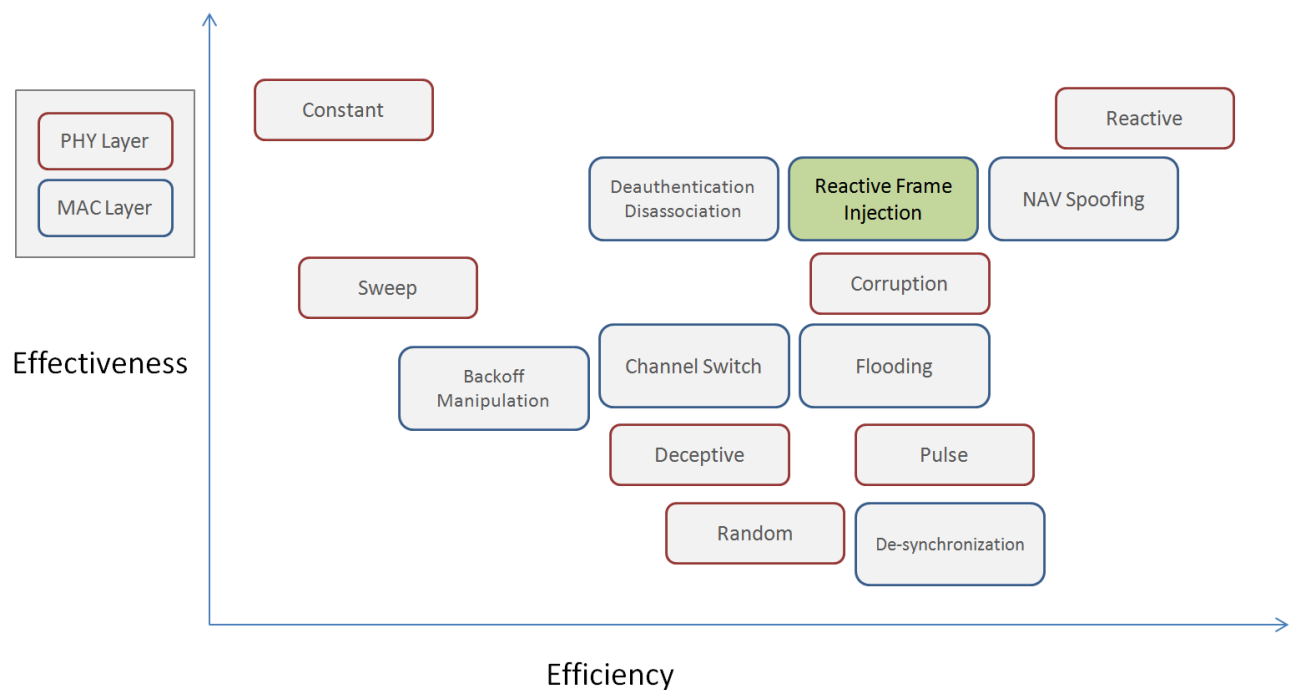 Constant
Reactive
PHY Layer
MAC Layer
Deauthentication
Disassociation
Reactive Frame
Injection
NAV Spoofing
Sweep
Corruption
Effectiveness
Backoff
Manipulation
Channel Switch
Flooding
Deceptive
Pulse
Random
De-synchronization
Efficiency